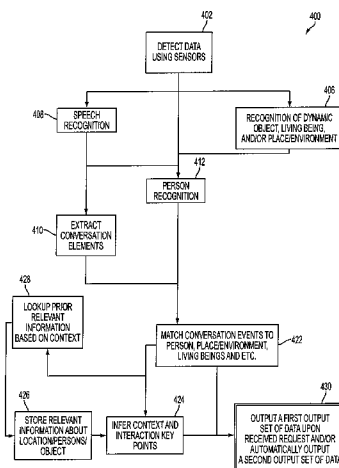 402
400
DETECT DATA
USING SENSORS
408
SPEECH
RECOGNITION
406
RECOGNITION OF DYNAMIC
OBJECT, LIVING BEING,
AND/OR PLACE/ENVIRONMENT
412
PERSON
RECOGNITION
410
EXTRACT
CONVERSATION
ELEMENTS
428
LOOKUP PRIOR
RELEVANT
INFORMATION
BASED ON CONTEXT
MATCH CONVERSATION EVENTS TO
PERSON, PLACE/ENVIRONMENT,
LIVING BEINGS AND ETC.
422
426
STORE RELEVANT
INFORMATION ABOUT
LOCATION/PERSONS/
OBJECT
424
INFER CONTEXT AND
INTERACTION KEY
POINTS
430
OUTPUT A FIRST OUTPUT
SET OF DATA UPON
RECEIVED REQUEST AND/OR
AUTOMATICALLY OUTPUT
A SECOND OUTPUT SET OF DATA